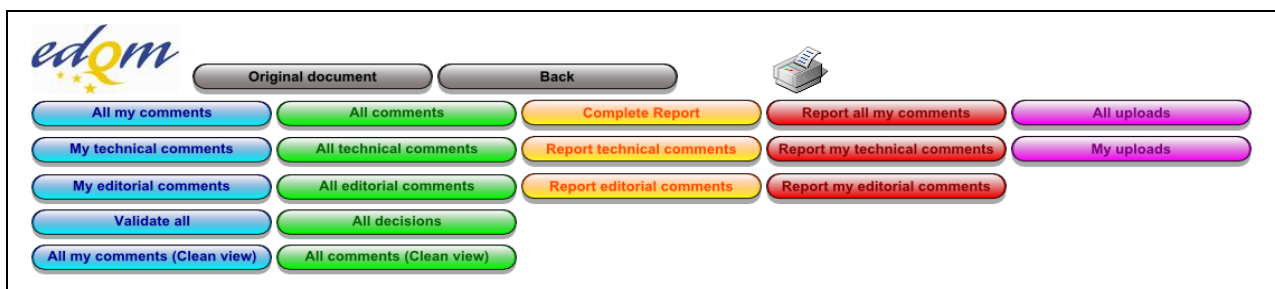 edqm
Original document Back
All my comments All comments Complete Report Report all my comments All uploads
My technical comments All technical comments Report technical comments Report my technical comments My uploads
My editorial comments All editorial comments Report editorial comments Report my editorial comments
Validate all All decisions
All my comments (Clean view) All comments (Clean view)